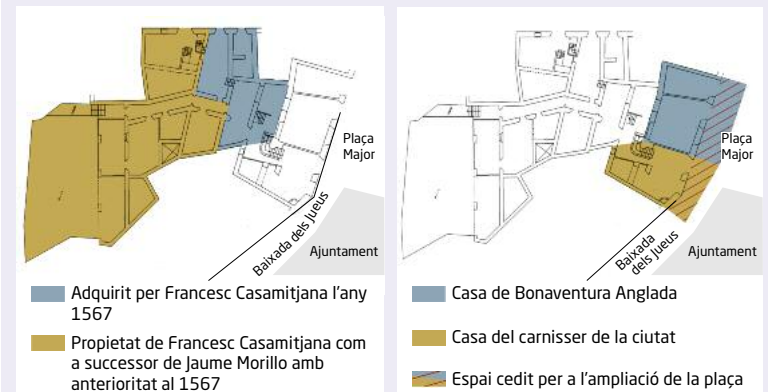 Plaça
Major
Baixada dels Jueus
Ajuntament
Adquirit per Francesc Casamitjana l'any
1567
Propietat de Francesc Casamitjana com
a successor de Jaume Morillo amb
anterioritat al 1567
Plaça
Major
Baixada
dels Jueus
Ajuntament
Casa de Bonaventura Anglada
Casa del carnisser de la ciutat
Espai cedit per a l'ampliació de la plaça